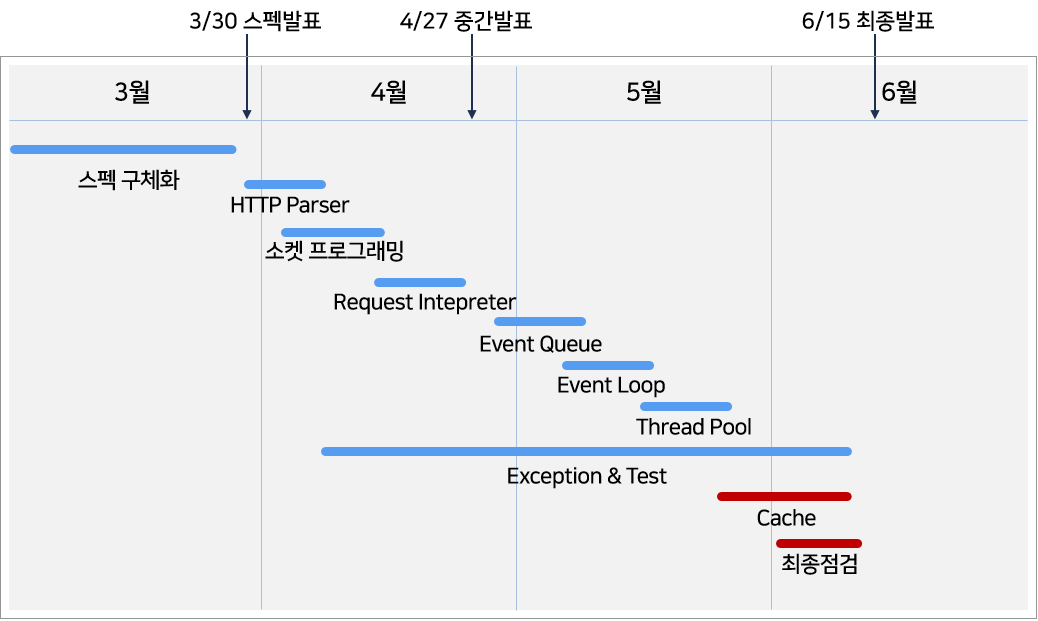 3/30 스펙발표
4/27 중간발표
6/15 최종발표
3월
4월
5월
6월
스펙 구체화
HTTP Parser
소켓 프로그래밍
Request Intepreter
Event Queue
Event Loop
Thread Pool
Exception & Test
Cache
최종점검